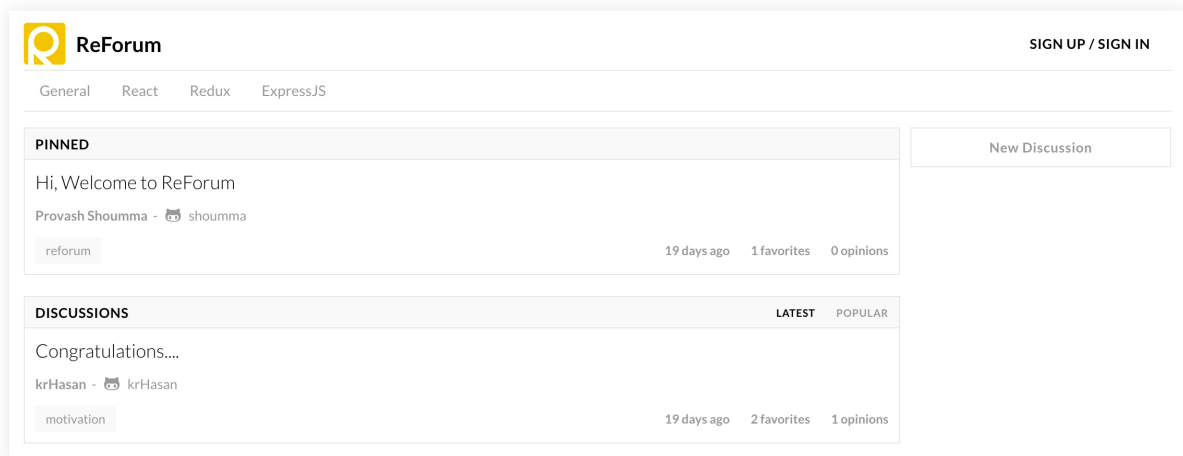 ReForum
SIGN UP / SIGN IN
General React Redux ExpressJS
PINNED
New Discussion
Hi, Welcome to ReForum
Provash Shoumma - shoumma
reforum
19 days ago 1 favorites 0 opinions
DISCUSSIONS
LATEST POPULAR
Congratulations....
krHasan - krHasan
motivation
19 days ago 2 favorites 1 opinions